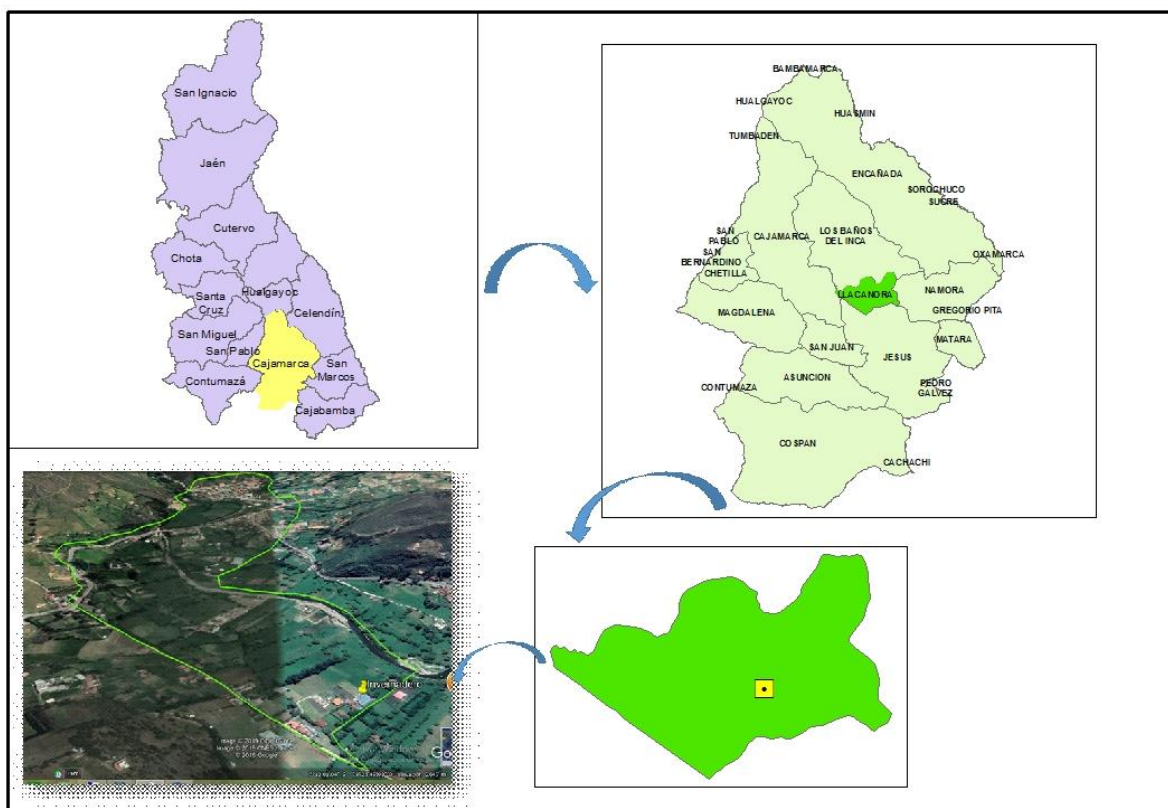 San Ignacio
Jaén
Cutervo
Chota
Hualgayoc
Santa
Cruz
Celendín
San Miguel
San Pablo
Cajamarca
San
Marcos
Contumazá
Cajabamba
BAMBAMARCA
HUALGAYOC
HUASMIN
TUMBADEN
ENCAÑADA
SOROCHUCO
SUCRE
SAN
PABLO
CAJAMARCA
LOS BAÑOS
DEL INCA
SAN
BERNARDINO
CHETILLA
OXAMARCA
LLACANORA
NAMORA
MAGDALENA
GREGORIO PITA
SAN JUAN
MATARA
JESUS
ASUNCION
CONTUMAZA
PEDRO
GALVEZ
COSPAN
CACHACHI
Invernadero